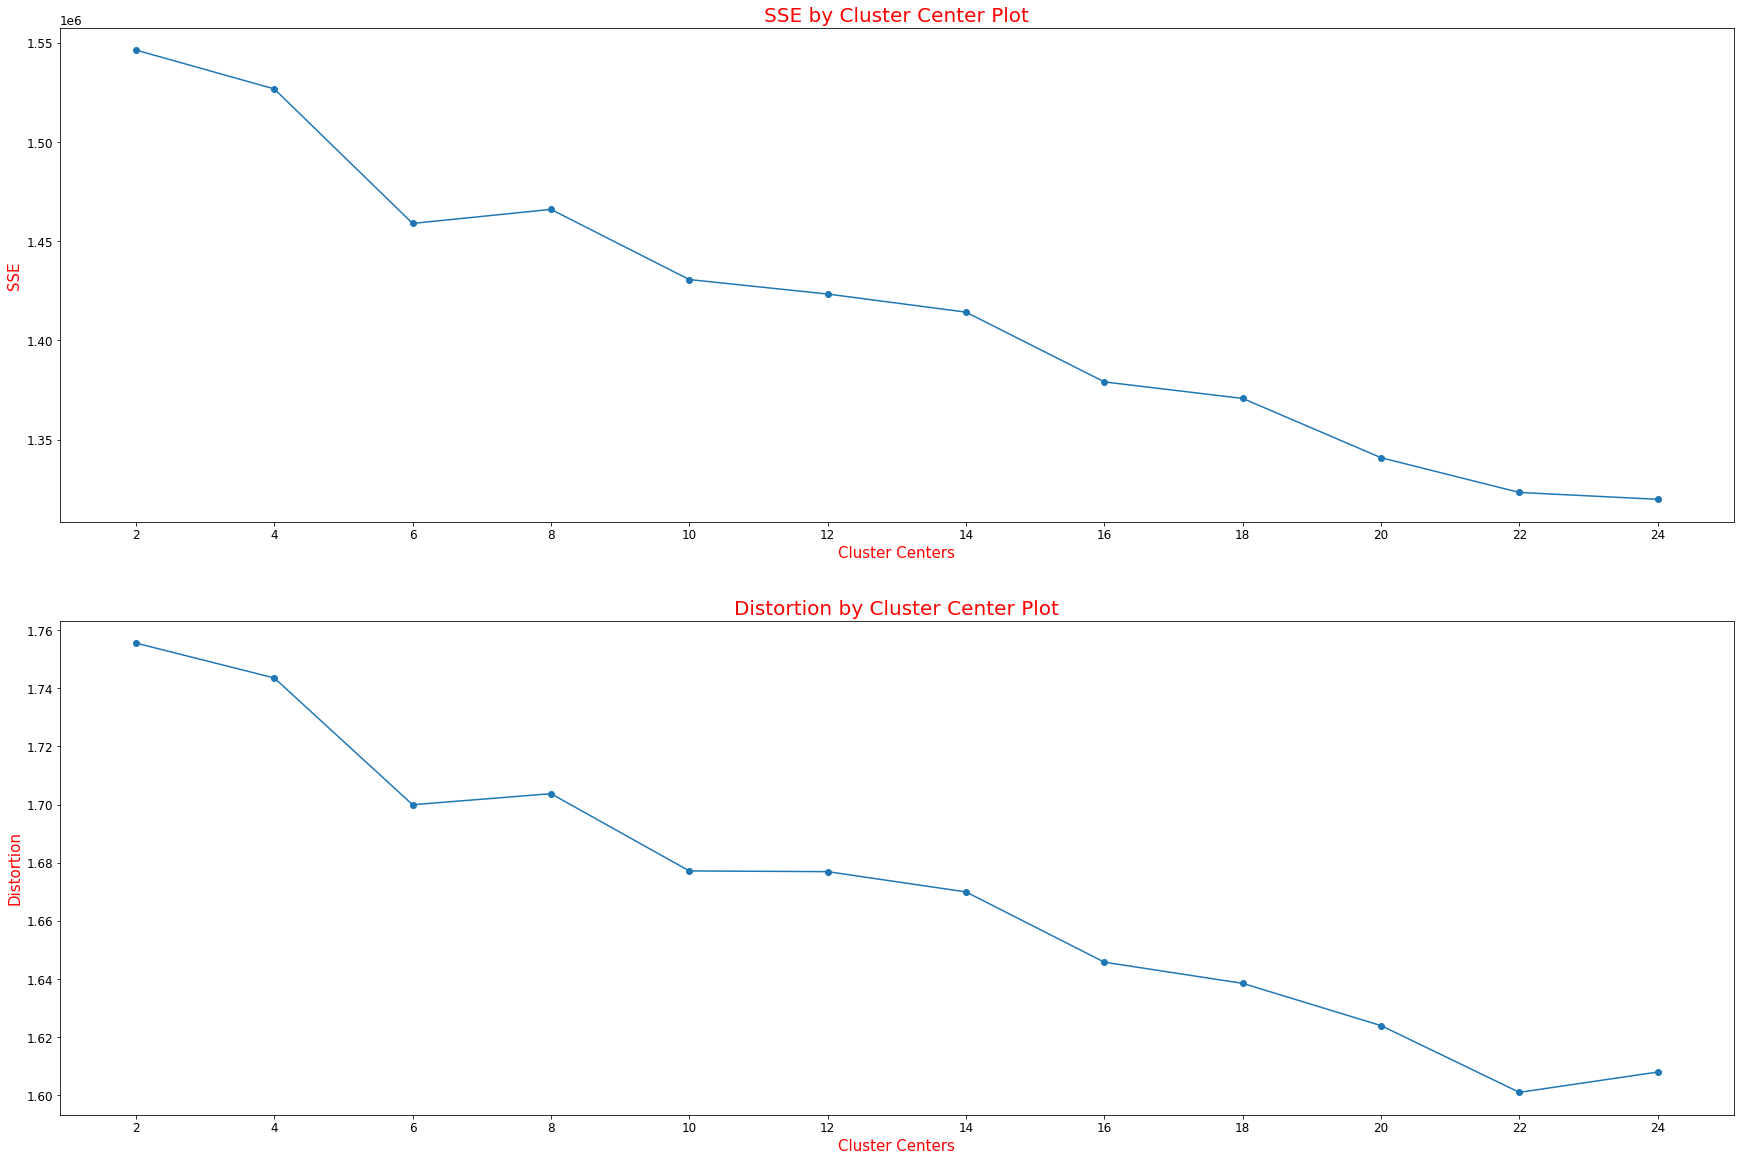 SSE by Cluster Center Plot
1e6
1.55
1.50
1.45
1.40
1.35
SSE
2 4 6 8 10 12 14 16 18 20 22 24
Cluster Centers
Distortion by Cluster Center Plot
1.76
1.74
1.72
1.70
1.68
1.66
1.64
1.62
1.60
Distortion
2 4 6 8 10 12 14 16 18 20 22 24
Cluster Centers